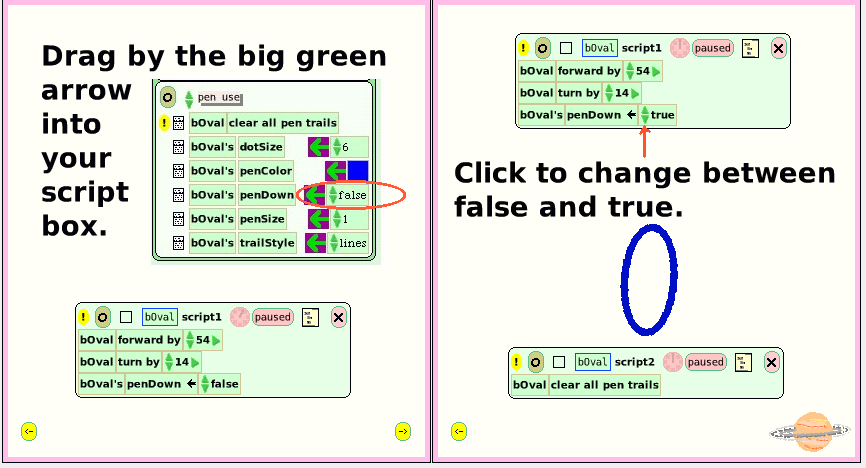 Drag by the big green
arrow
into
your
script
box.
pen use
! bOval clear all pen trails
bOval's dotSize 6
bOval's penColor
bOval's penDown false
bOval's penSize 1
bOval's trailStyle lines
! bOval script1 paused
bOval forward by 54
bOval turn by 14
bOval's penDown ← false
<-
->
! bOval script1 paused
bOval forward by 54
bOval turn by 14
bOval's penDown ← true
Click to change between
false and true.
! bOval script2 paused
bOval clear all pen trails
<-